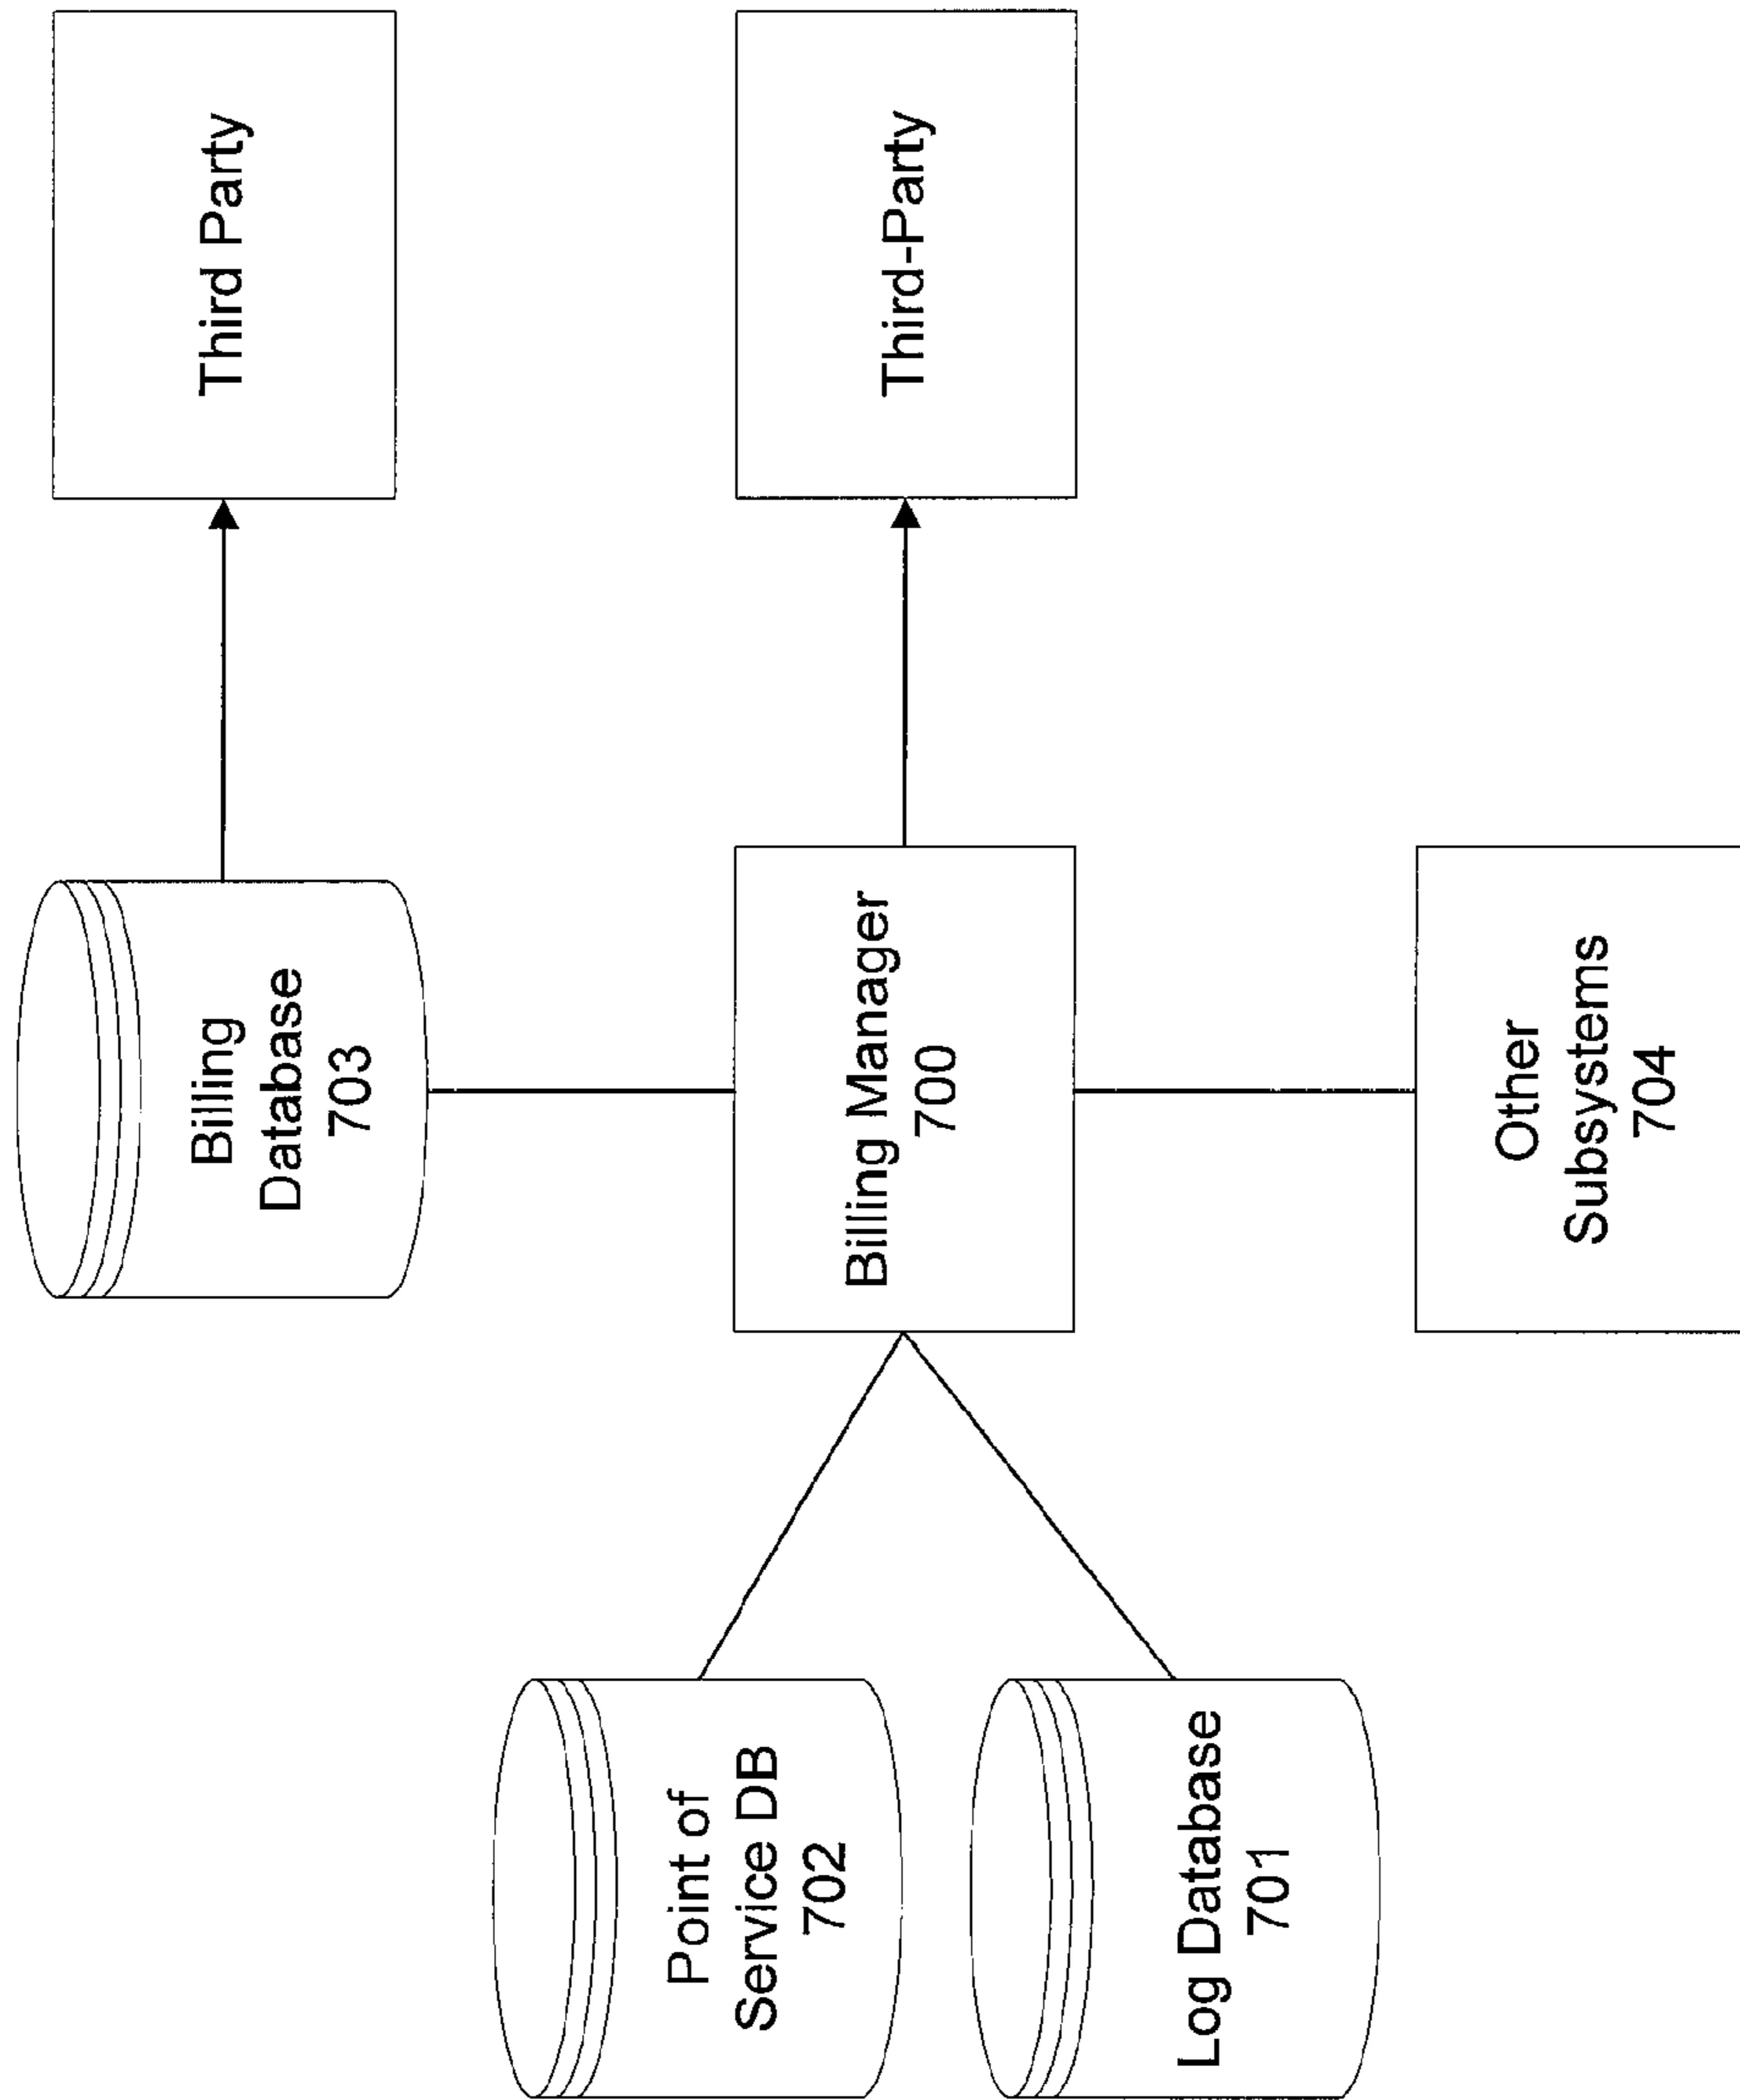 Billing
Database
703
Third Party
Point of
Service DB
702
Billing Manager
700
Third-Party
Log Database
701
Other
Subsystems
704